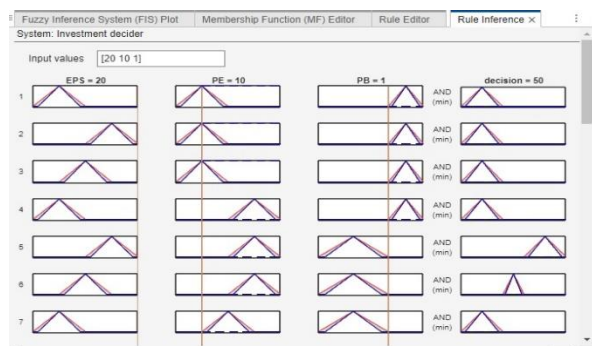 Fuzzy Inference System (FIS) Plot Membership Function (MF) Editor Rule Editor Rule Inference ×
System: Investment decider
Input values [20 10 1]
EPS = 20 PE = 10 PB = 1 decision = 50
1 AND
(min)
2 AND
(min)
3 AND
(min)
4 AND
(min)
5 AND
(min)
6 AND
(min)
7 AND
(min)